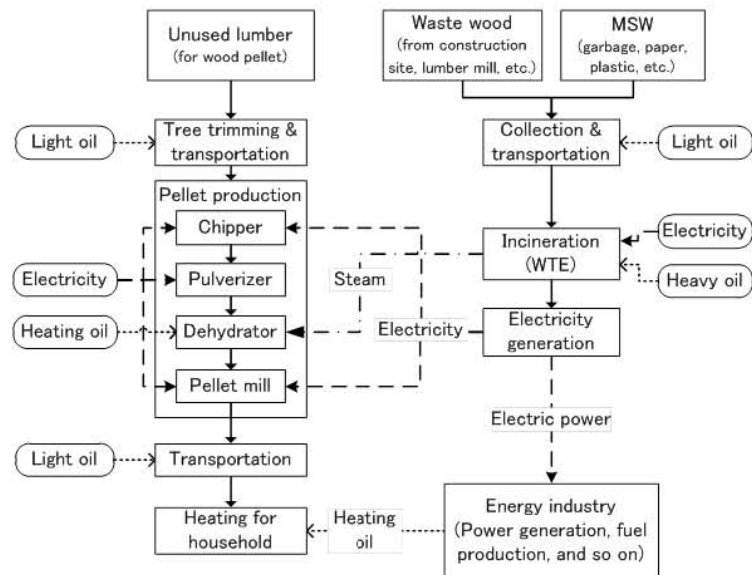 Unused lumber
(for wood pellet)
Waste wood
(from construction
site, lumber mill, etc.)
MSW
(garbage, paper,
plastic, etc.)
Light oil
Tree trimming &
transportation
Collection &
transportation
Light oil
Pellet production
Chipper
Electricity
Pulverizer
Steam
Incineration
(WTE)
Electricity
Heavy oil
Heating oil
Dehydrator
Electricity
Electricity
generation
Pellet mill
Electric power
Light oil
Transportation
Heating for
household
Heating
oil
Energy industry
(Power generation, fuel
production, and so on)